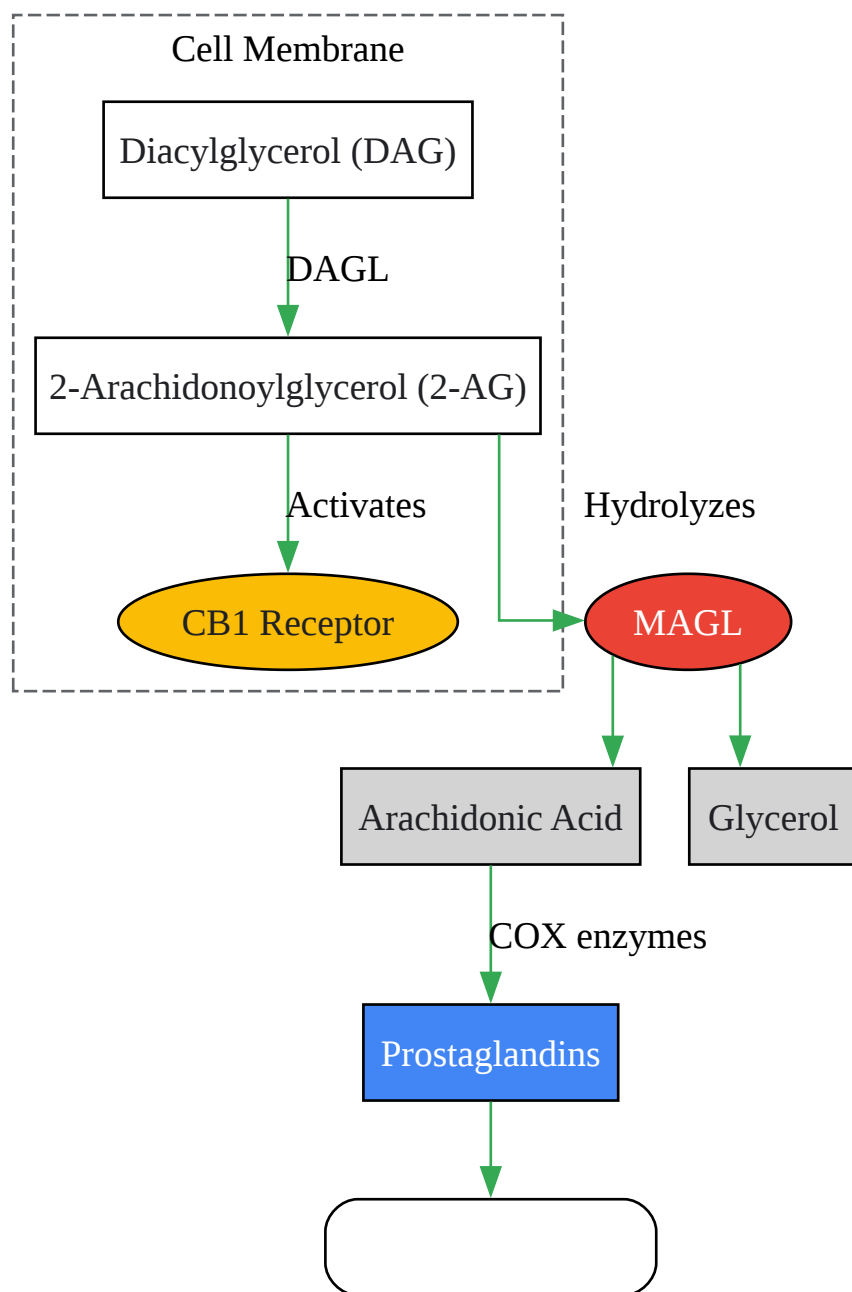 Cell Membrane
Diacylglycerol (DAG)
DAGL
2-Arachidonoylglycerol (2-AG)
Activates
Hydrolyzes
CB1 Receptor
MAGL
Arachidonic Acid
Glycerol
COX enzymes
Prostaglandins